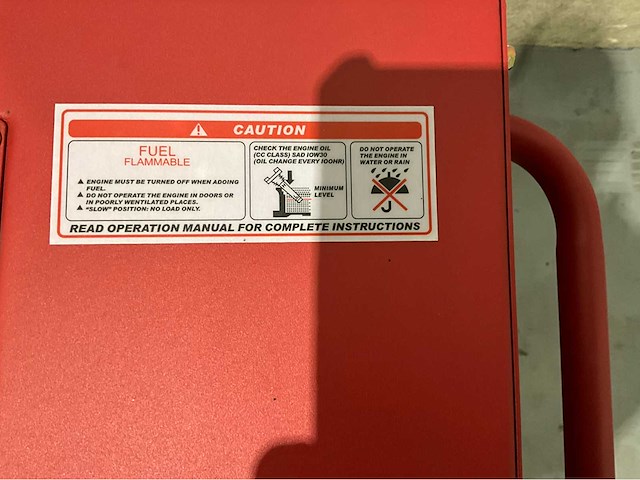 CAUTION
FUEL
FLAMMABLE
ENGINE MUST BE TURNED OFF WHEN ADOING
FUEL.
DO NOT OPERATE THE ENGINE IN DOORS OR
IN POORLY WENTILATED PLACES.
"SLOW" POSITION: NO LOAD ONLY.
CHECK THE ENGINE OIL
(CC CLASS) SAD IOW30
(OIL CHANGE EVERY IOOHR)
MINIMUM
LEVEL
DO NOT OPERATE
THE ENGINE IN
WATER OR RAIN
READ OPERATION MANUAL FOR COMPLETE INSTRUCTIONS